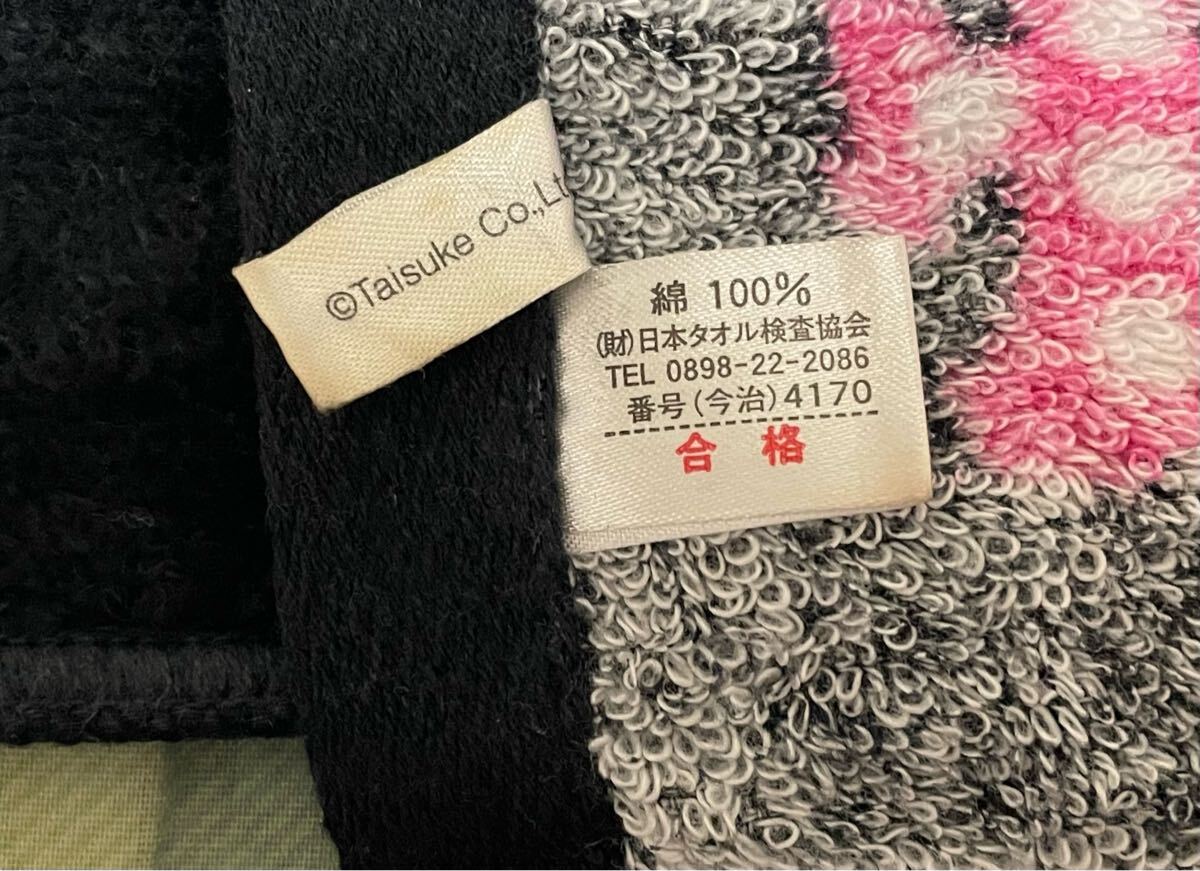 ©Taisuke Co.,Lt
綿 100%
(財)日本タオル検査協会
TEL 0898-22-2086
番号(今治)4170
合格